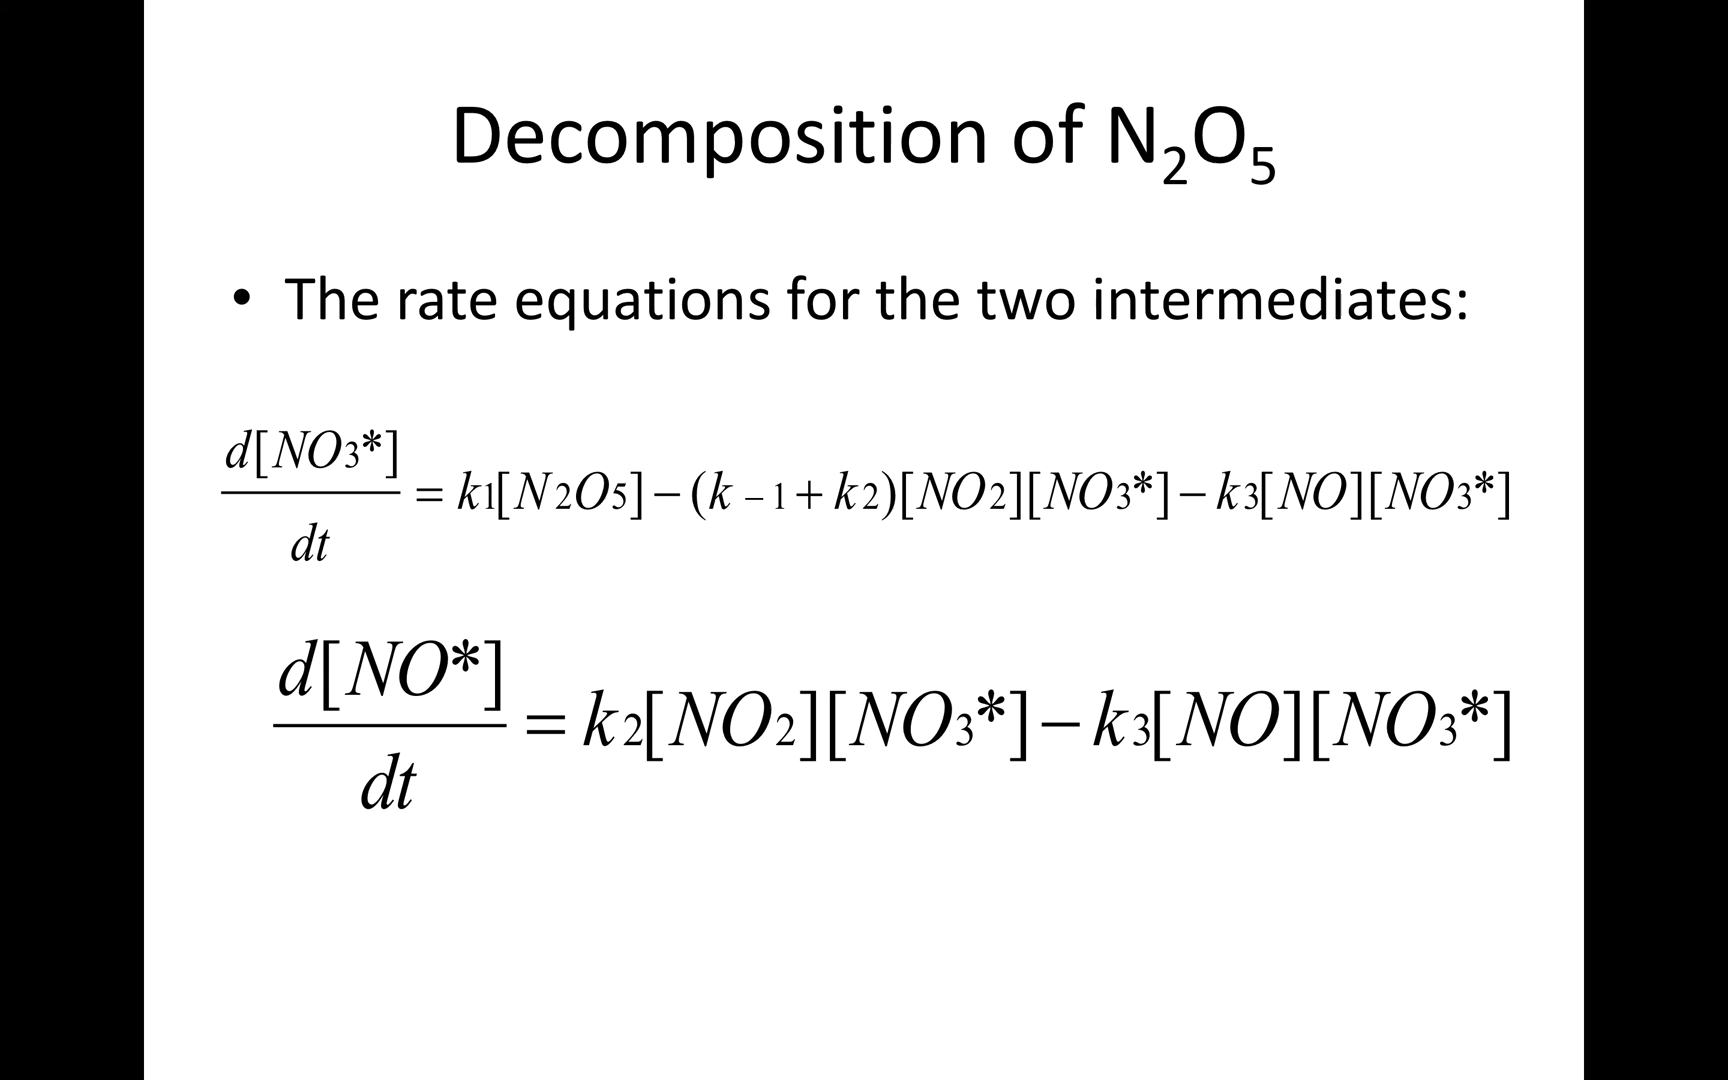 Decomposition of N₂O₅
• The rate equations for the two intermediates:
d[NO₃*]/dt = k₁[N₂O₅] − (k₋₁ + k₂)[NO₂][NO₃*] − k₃[NO][NO₃*]
d[NO*]/dt = k₂[NO₂][NO₃*] − k₃[NO][NO₃*]